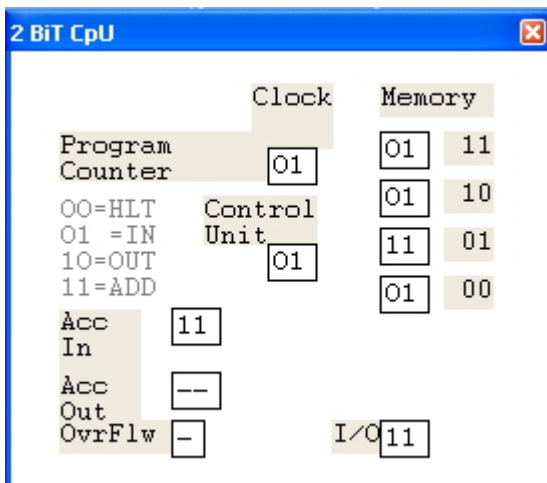 2 BiT CpU
Clock Memory
Program Counter 01 01 11
00=HLT Control Unit 01 10
01 =IN 01 11 01
10=OUT
11=ADD 01 00
Acc In 11
Acc Out --
OvrFlw - I/O 11